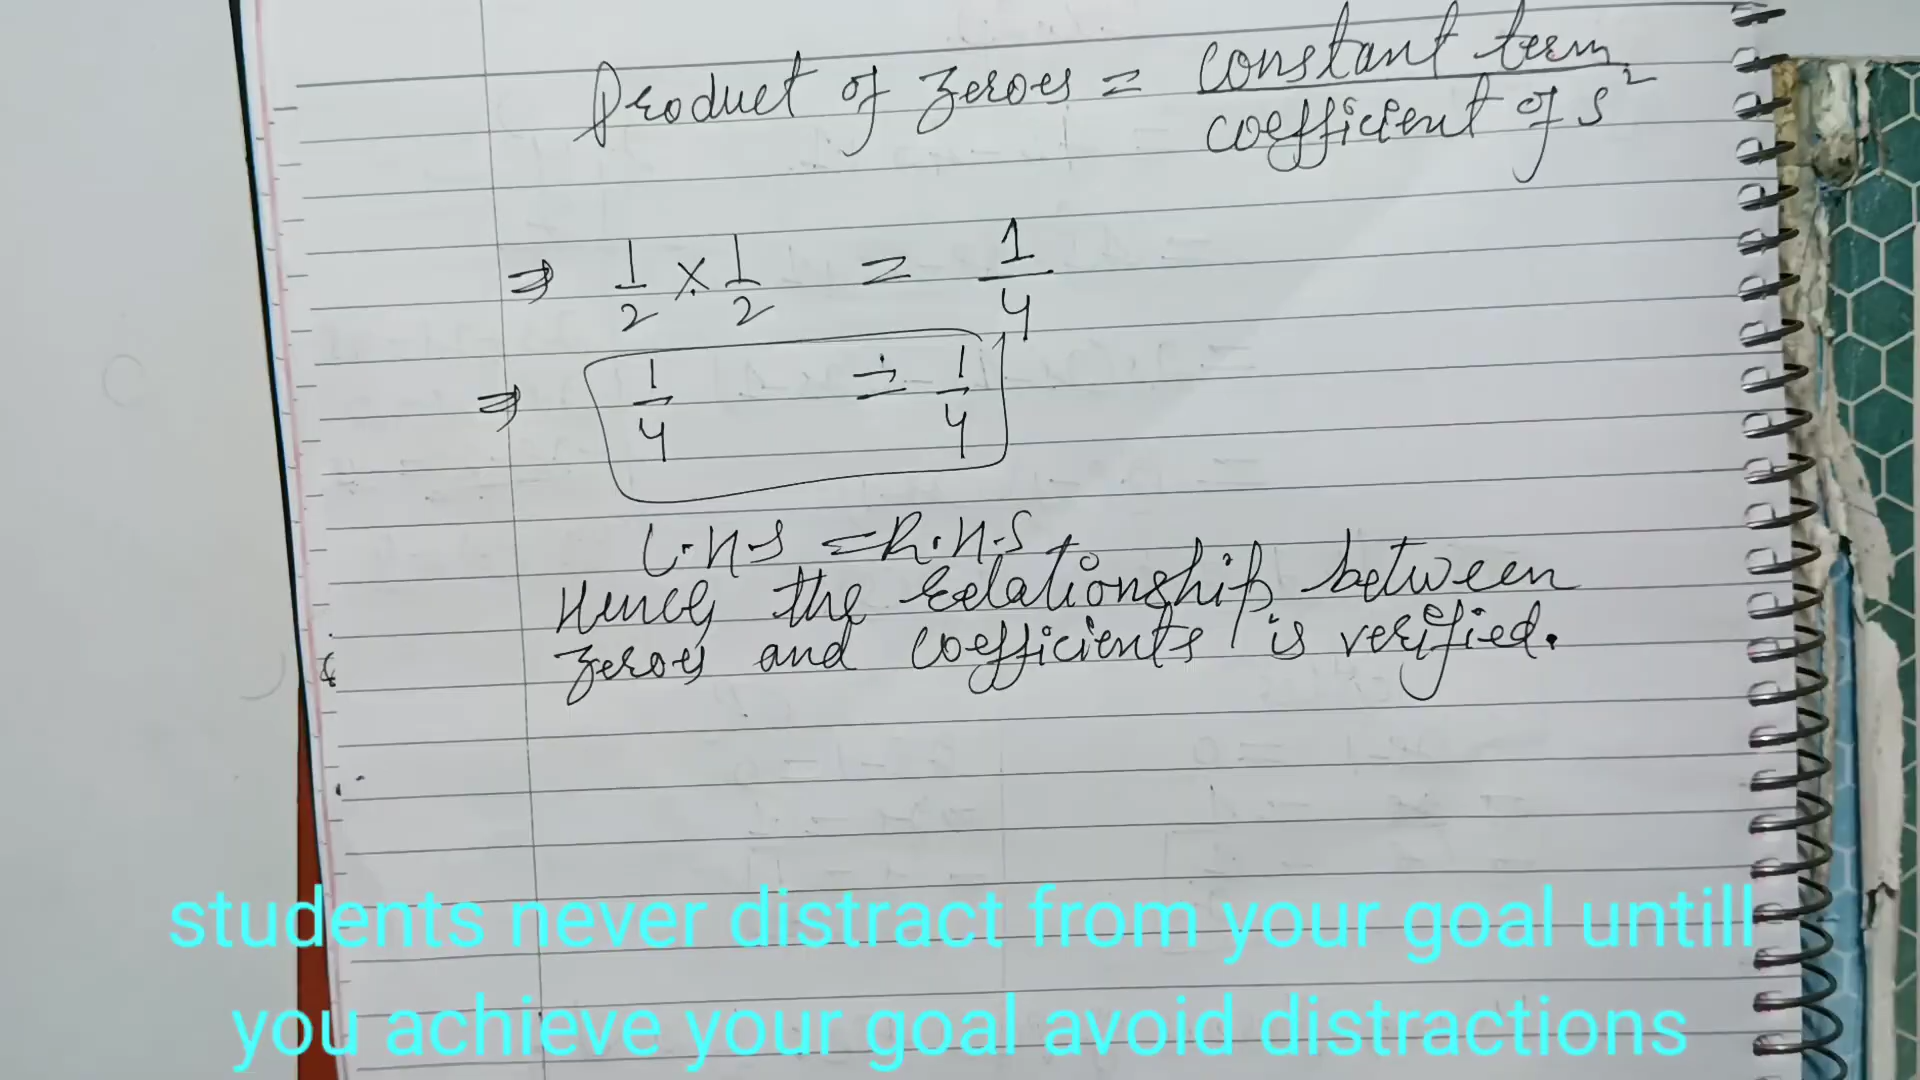 Product of zeroes = constant term / coefficient of s²
⇒ 1/2 × 1/2 = 1/4
⇒ 1/4 = 1/4
L.H.S = R.H.S
Hence the relationship between
zeroes and coefficients is verified.
students never distract from your goal untill
you achieve your goal avoid distractions